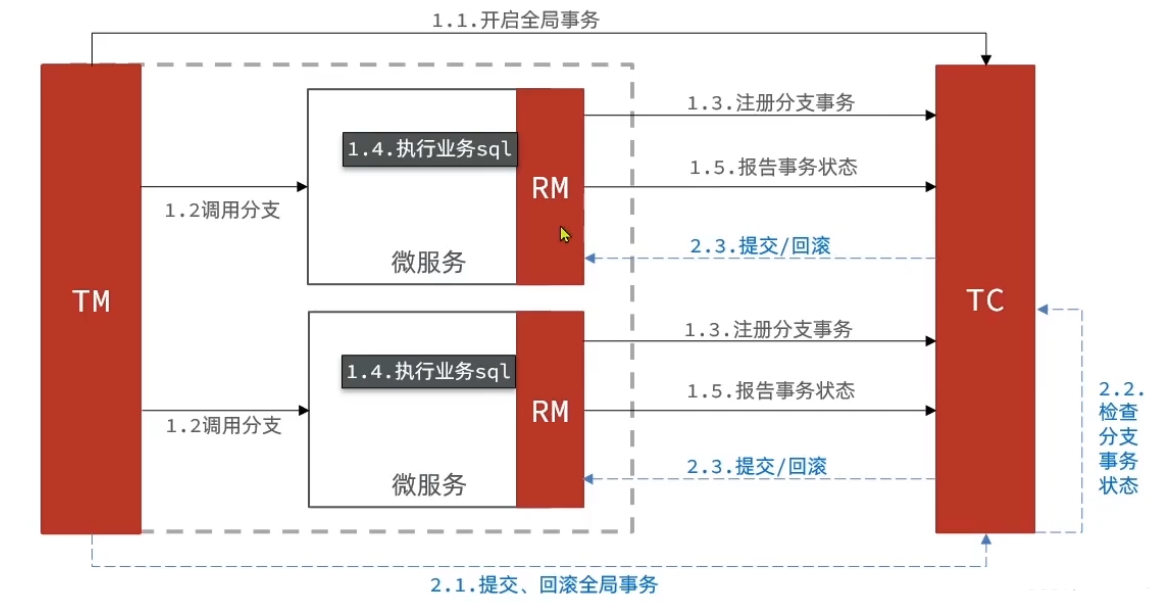 1.1.开启全局事务
TM
1.2调用分支
1.4.执行业务sql
RM
微服务
1.3.注册分支事务
1.5.报告事务状态
2.3.提交/回滚
TC
1.2调用分支
1.4.执行业务sql
RM
微服务
1.3.注册分支事务
1.5.报告事务状态
2.3.提交/回滚
2.2.
检查
分支
事务
状态
2.1.提交、回滚全局事务